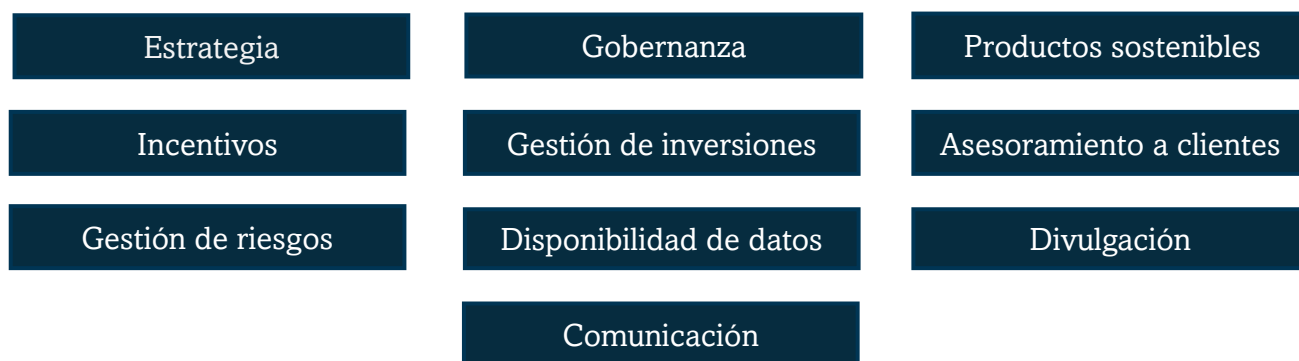 Estrategia
Gobernanza
Productos sostenibles
Incentivos
Gestión de inversiones
Asesoramiento a clientes
Gestión de riesgos
Disponibilidad de datos
Divulgación
Comunicación